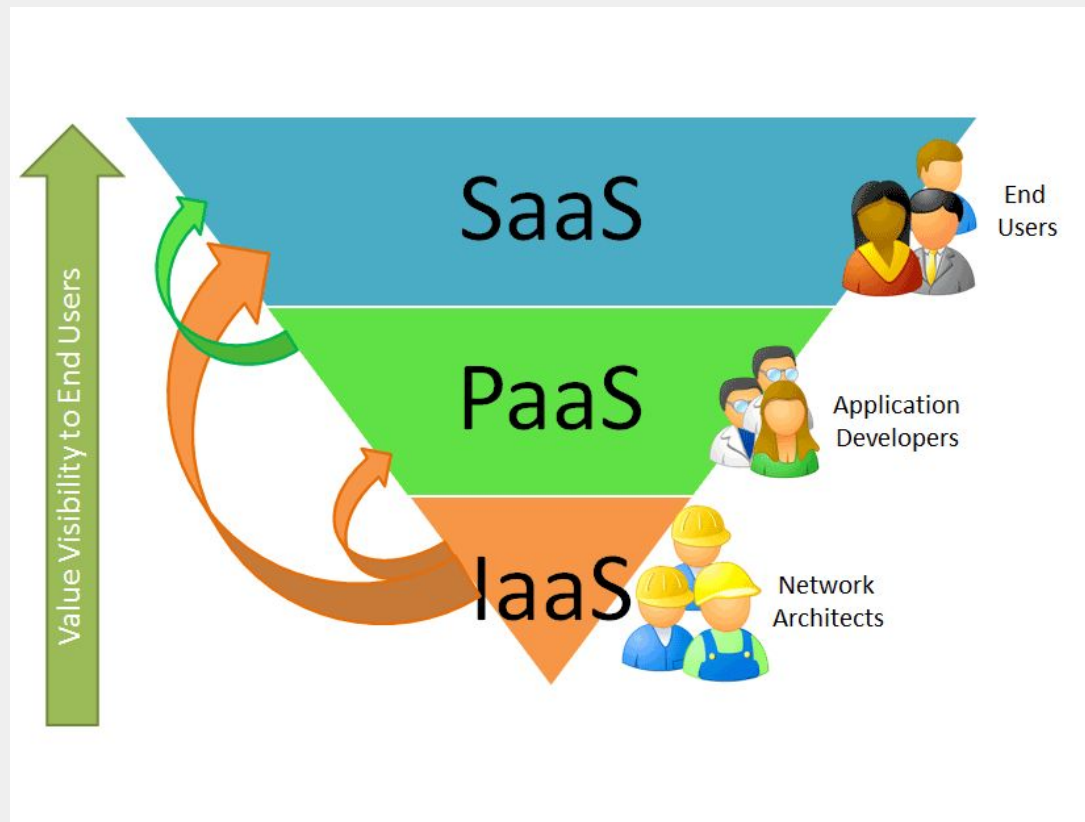 SaaS
End
Users
PaaS
Application
Developers
IaaS
Network
Architects
Value Visibility to End Users